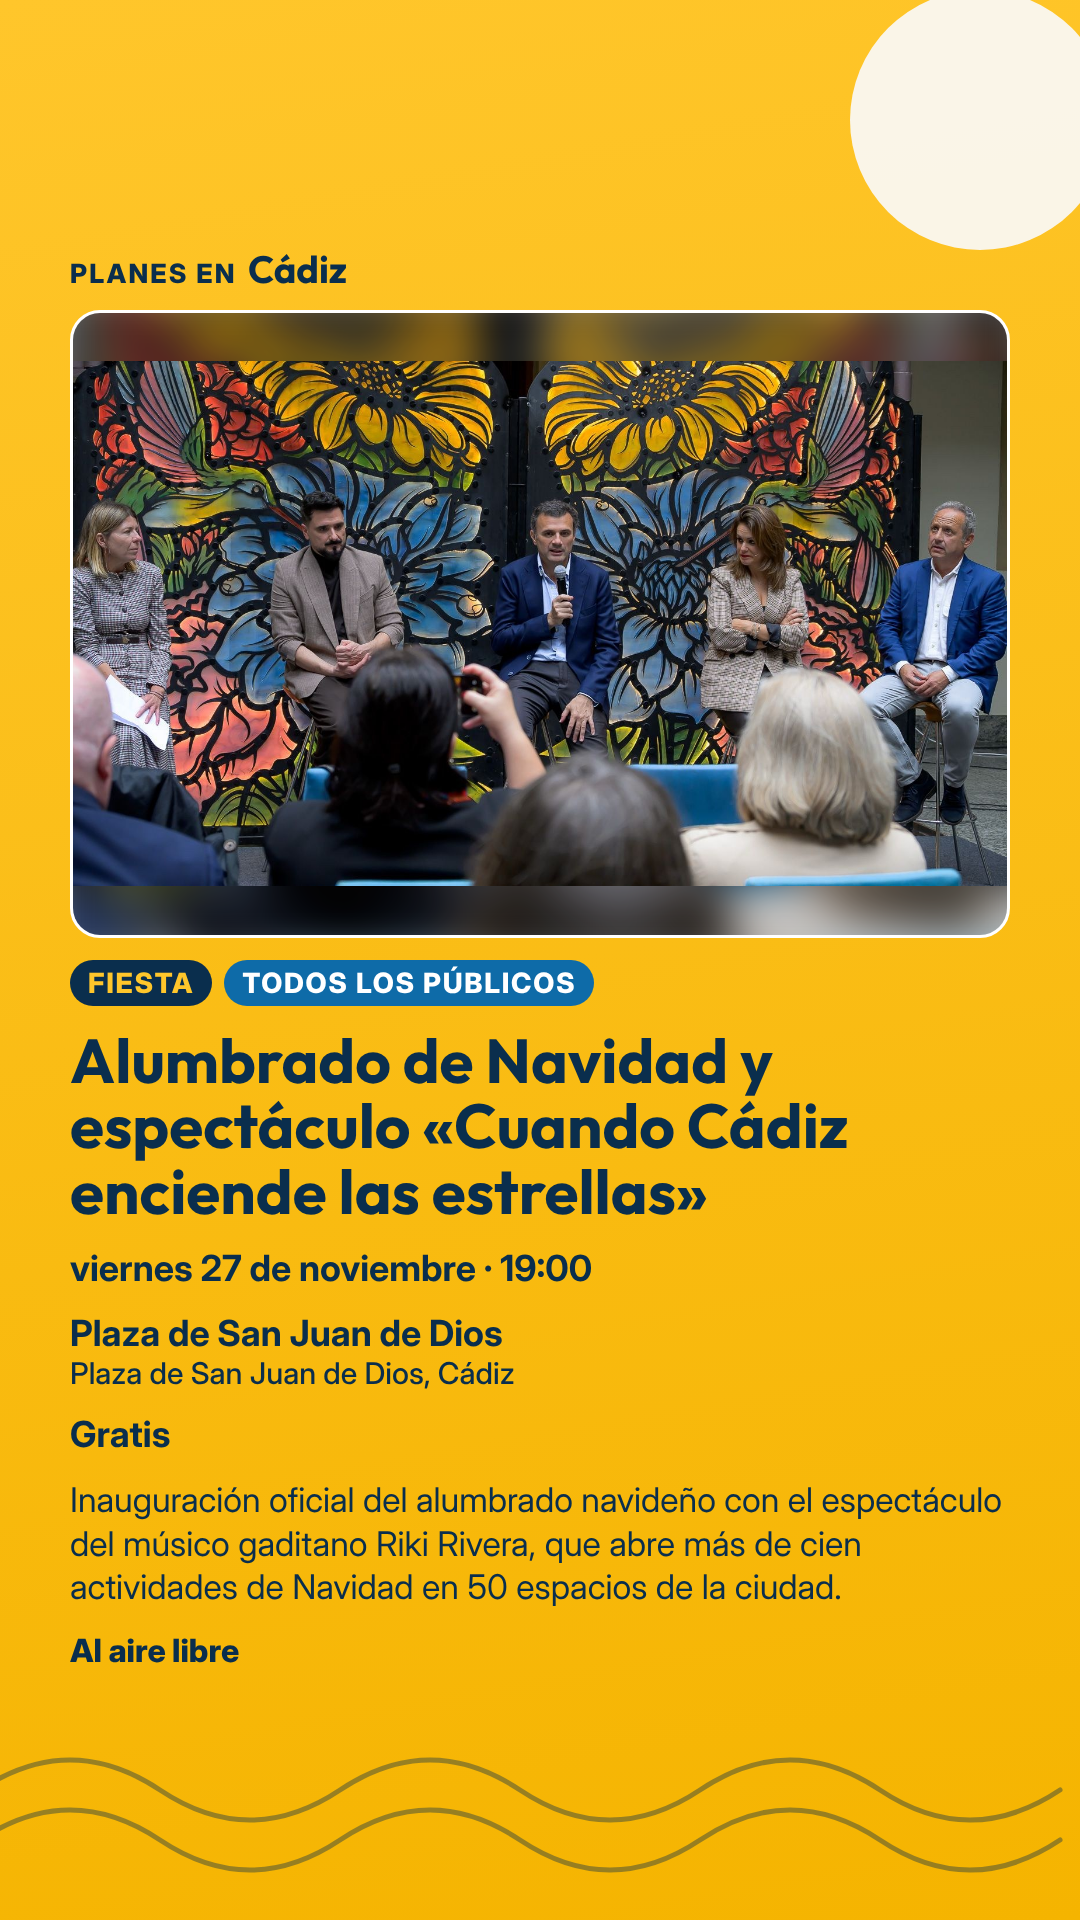 PLANES EN Cádiz
FIESTA
TODOS LOS PÚBLICOS
Alumbrado de Navidad y
espectáculo «Cuando Cádiz
enciende las estrellas»
viernes 27 de noviembre · 19:00
Plaza de San Juan de Dios
Plaza de San Juan de Dios, Cádiz
Gratis
Inauguración oficial del alumbrado navideño con el espectáculo
del músico gaditano Riki Rivera, que abre más de cien
actividades de Navidad en 50 espacios de la ciudad.
Al aire libre